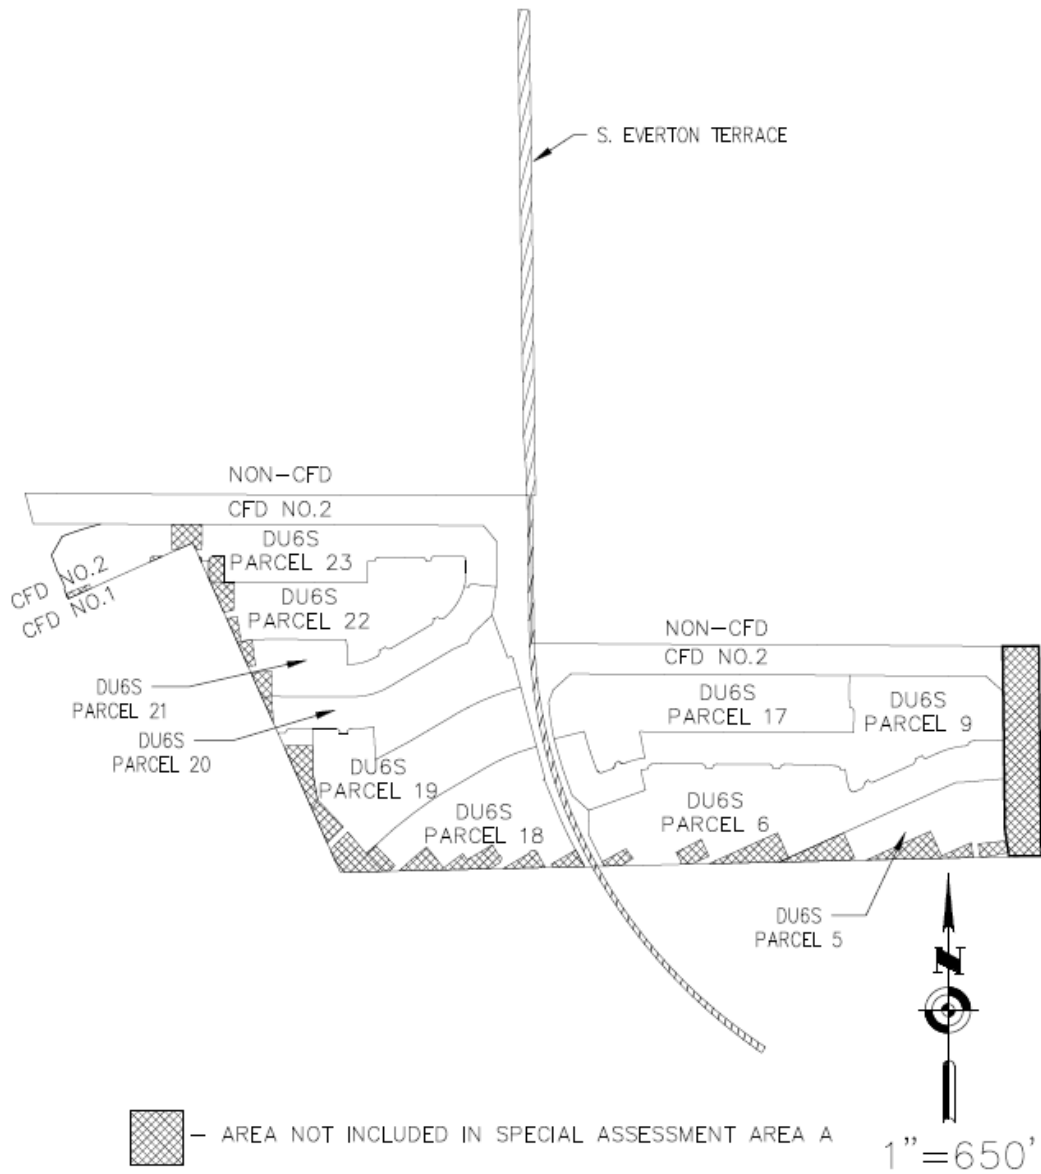 S. EVERTON TERRACE
NON-CFD
CFD NO.2
DU6S
PARCEL 23
CFD NO.2
CFD NO.1
DU6S
PARCEL 22
NON-CFD
CFD NO.2
DU6S
PARCEL 21
DU6S
PARCEL 17
DU6S
PARCEL 9
DU6S
PARCEL 20
DU6S
PARCEL 19
DU6S
PARCEL 18
DU6S
PARCEL 6
DU6S
PARCEL 5
N
- AREA NOT INCLUDED IN SPECIAL ASSESSMENT AREA A
1"=650'